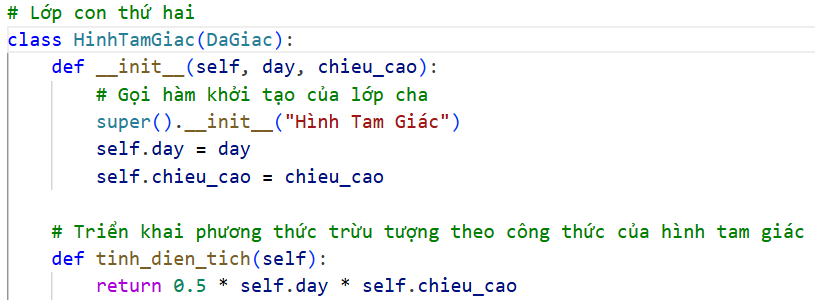 # Lớp con thứ hai
class HinhTamGiac(DaGiac):
    def __init__(self, day, chieu_cao):
        # Gọi hàm khởi tạo của lớp cha
        super().__init__("Hình Tam Giác")
        self.day = day
        self.chieu_cao = chieu_cao

    # Triển khai phương thức trừu tượng theo công thức của hình tam giác
    def tinh_dien_tich(self):
        return 0.5 * self.day * self.chieu_cao